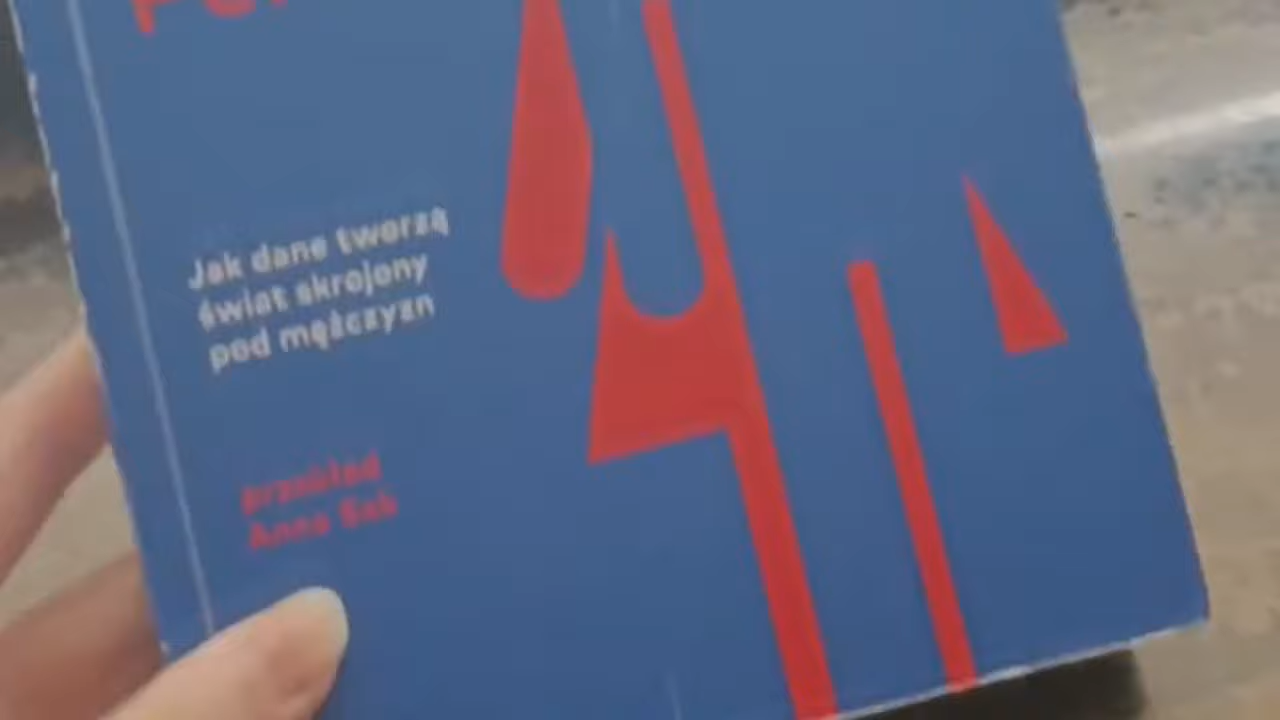 Jak dane tworzą
świat skrojony
pod mężczyzn
przekład
Anna Sak